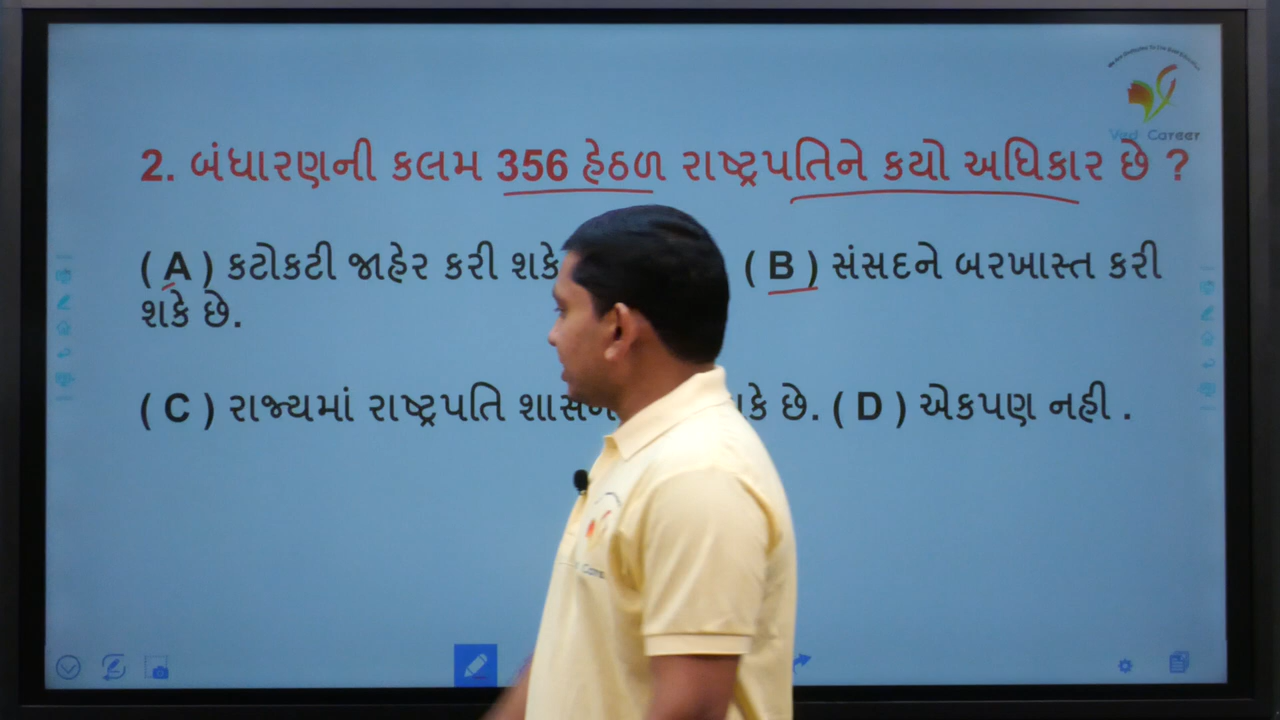 Ved Career
2. બંધારણની કલમ 356 હેઠળ રાષ્ટ્રપતિને કયો અધિકાર છે ?
( A ) કટોકટી જાહેર કરી શકે ( B ) સંસદને બરખાસ્ત કરી
શકે છે.
( C ) રાજ્યમાં રાષ્ટ્રપતિ છે. ( D ) એકપણ નહી .